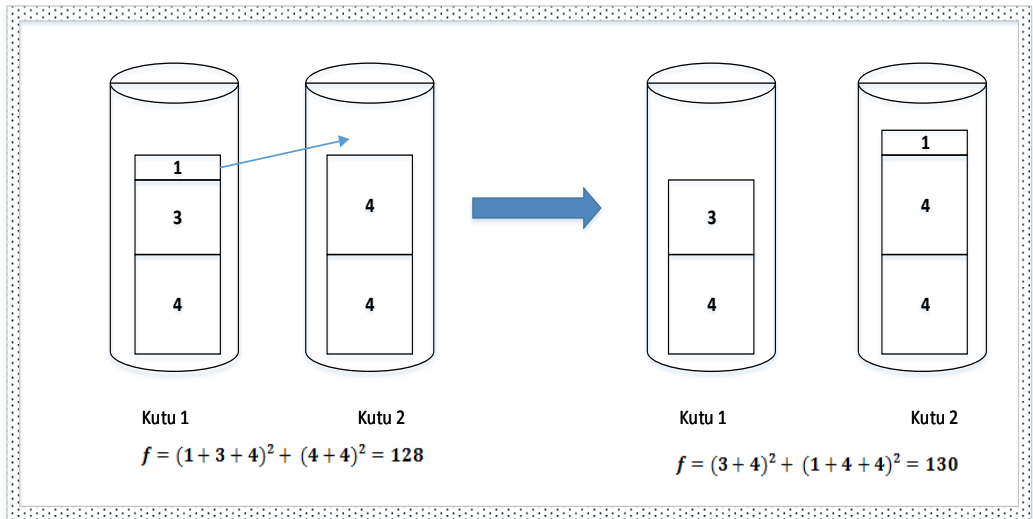 1
3
4
4
4
3
4
1
4
4
Kutu 1
Kutu 2
Kutu 1
Kutu 2
f = (1 + 3 + 4)² + (4 + 4)² = 128
f = (3 + 4)² + (1 + 4 + 4)² = 130